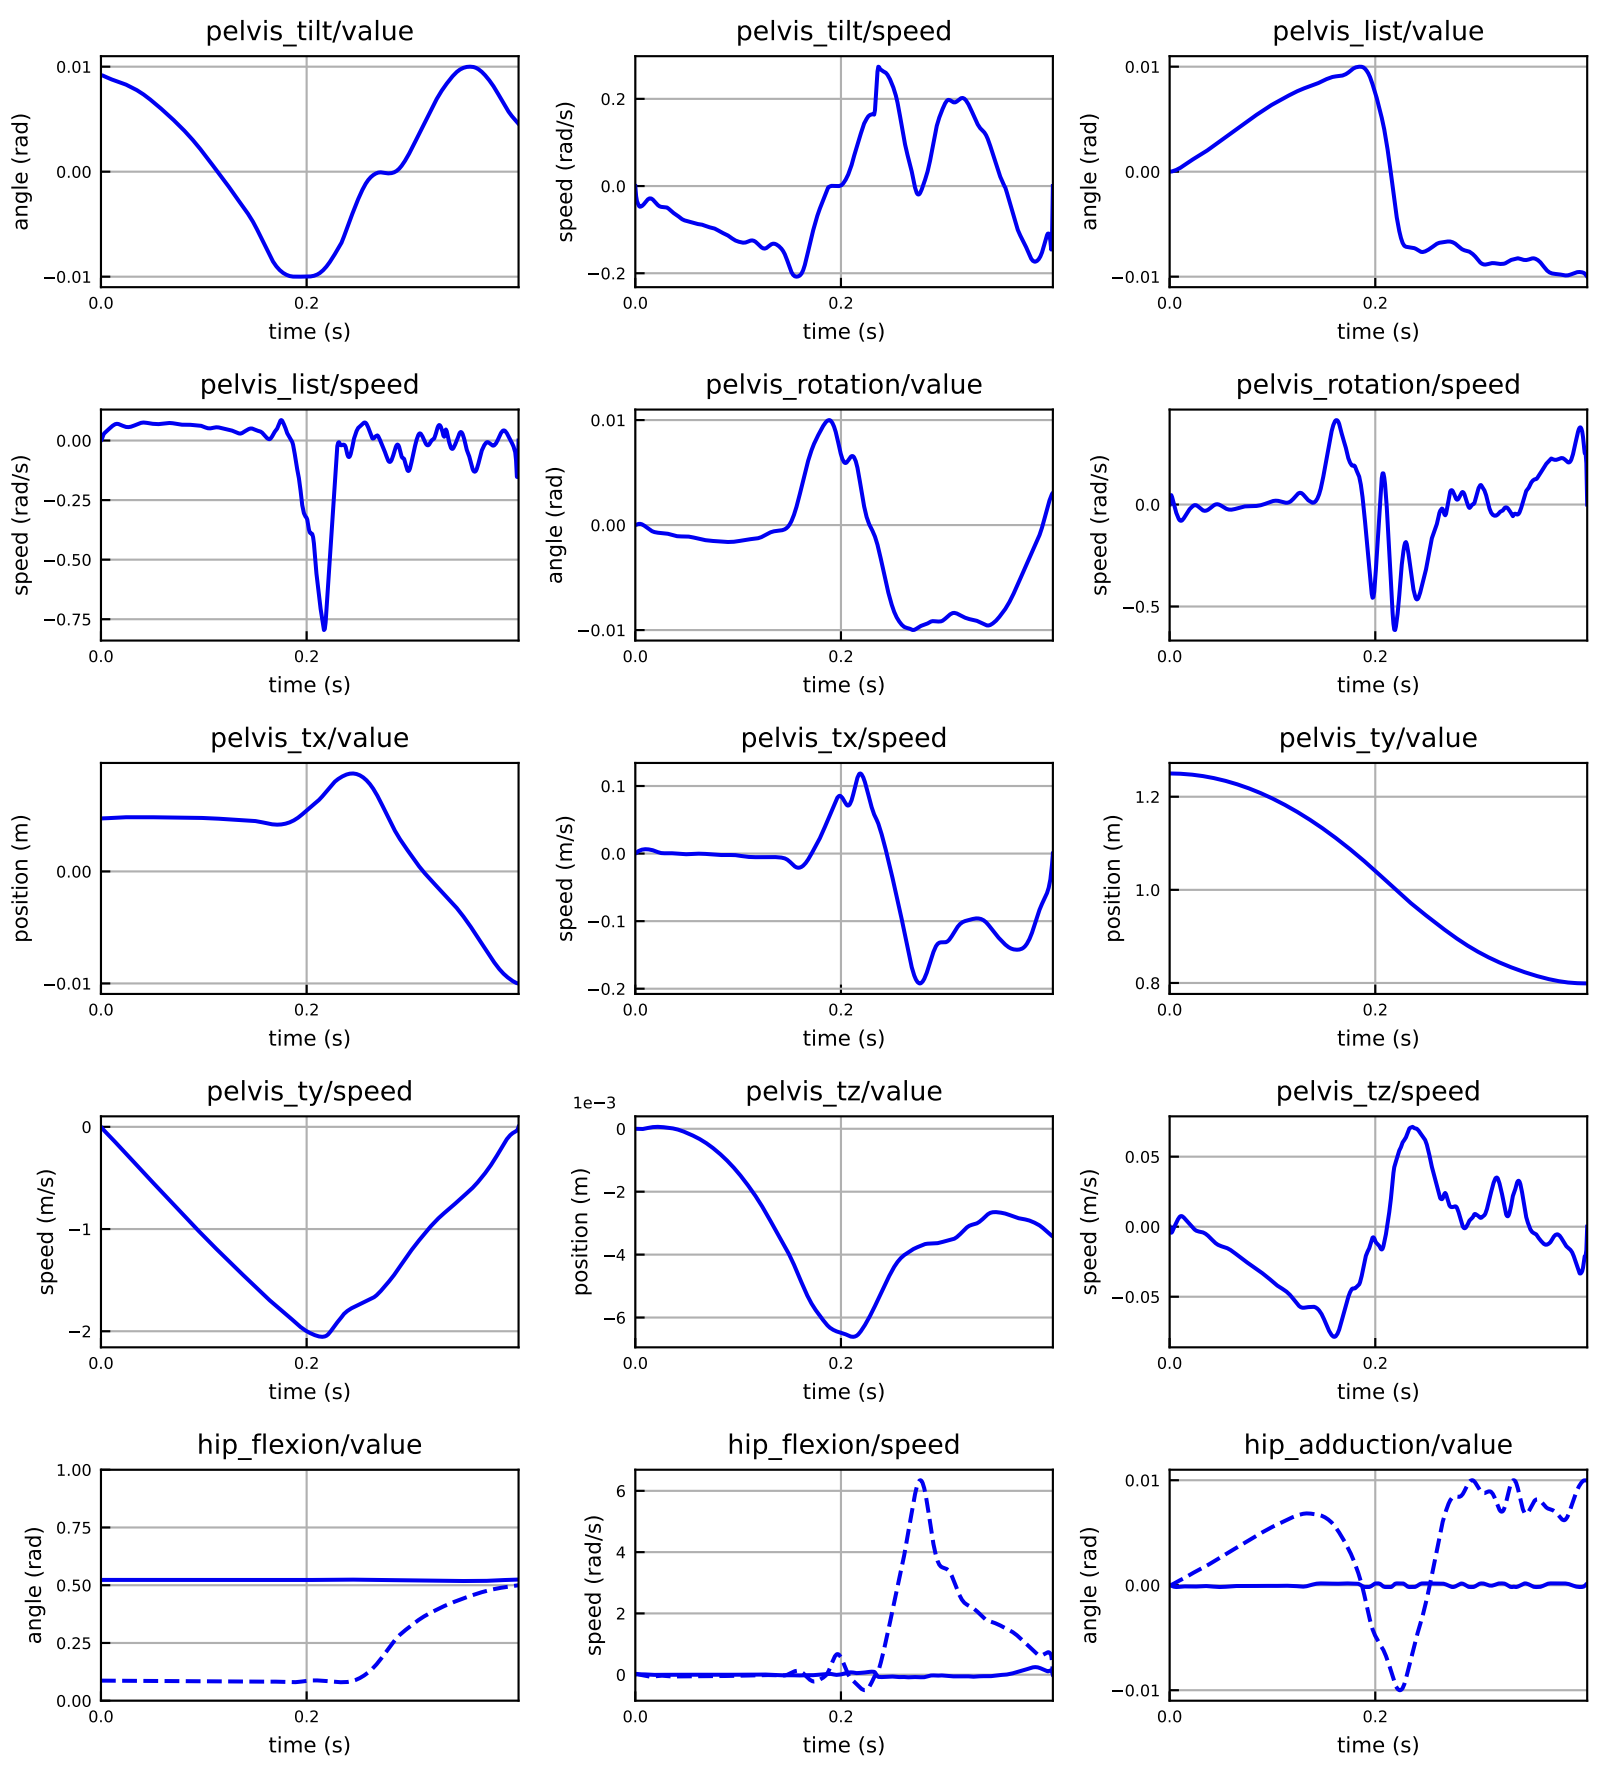 pelvis_tilt/value
angle (rad)
0.01
0.00
−0.01
0.0
0.2
time (s)
pelvis_tilt/speed
speed (rad/s)
0.2
0.0
−0.2
0.0
0.2
time (s)
pelvis_list/value
angle (rad)
0.01
0.00
−0.01
0.0
0.2
time (s)
pelvis_list/speed
speed (rad/s)
0.00
−0.25
−0.50
−0.75
0.0
0.2
time (s)
pelvis_rotation/value
angle (rad)
0.01
0.00
−0.01
0.0
0.2
time (s)
pelvis_rotation/speed
speed (rad/s)
0.0
−0.5
0.0
0.2
time (s)
pelvis_tx/value
position (m)
0.00
−0.01
0.0
0.2
time (s)
pelvis_tx/speed
speed (m/s)
0.1
0.0
−0.1
−0.2
0.0
0.2
time (s)
pelvis_ty/value
position (m)
1.2
1.0
0.8
0.0
0.2
time (s)
pelvis_ty/speed
speed (m/s)
0
−1
−2
0.0
0.2
time (s)
pelvis_tz/value
1e−3
position (m)
0
−2
−4
−6
0.0
0.2
time (s)
pelvis_tz/speed
speed (m/s)
0.05
0.00
−0.05
0.0
0.2
time (s)
hip_flexion/value
angle (rad)
1.00
0.75
0.50
0.25
0.00
0.0
0.2
time (s)
hip_flexion/speed
speed (rad/s)
6
4
2
0
0.0
0.2
time (s)
hip_adduction/value
angle (rad)
0.01
0.00
−0.01
0.0
0.2
time (s)